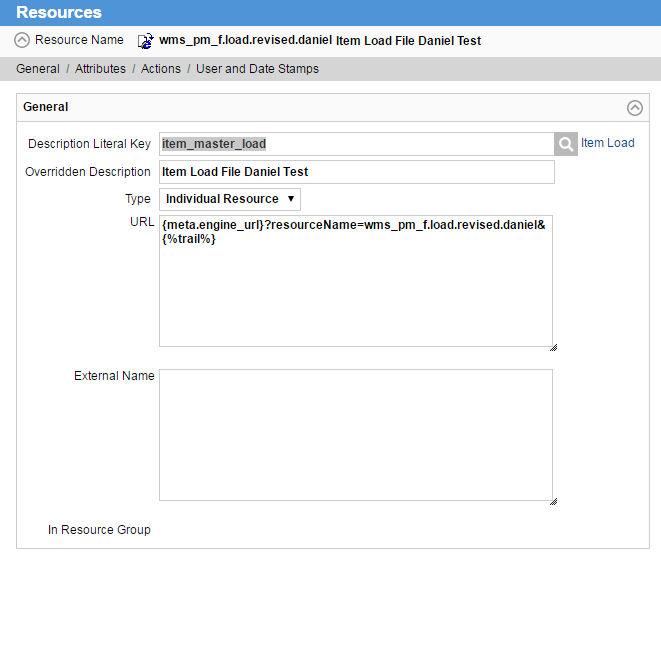 Resources
Resource Name wms_pm_f.load.revised.daniel Item Load File Daniel Test
General / Attributes / Actions / User and Date Stamps
General
Description Literal Key item_master_load Item Load
Overridden Description Item Load File Daniel Test
Type Individual Resource
URL {meta.engine_url}?resourceName=wms_pm_f.load.revised.daniel&
{%trail%}
External Name
In Resource Group